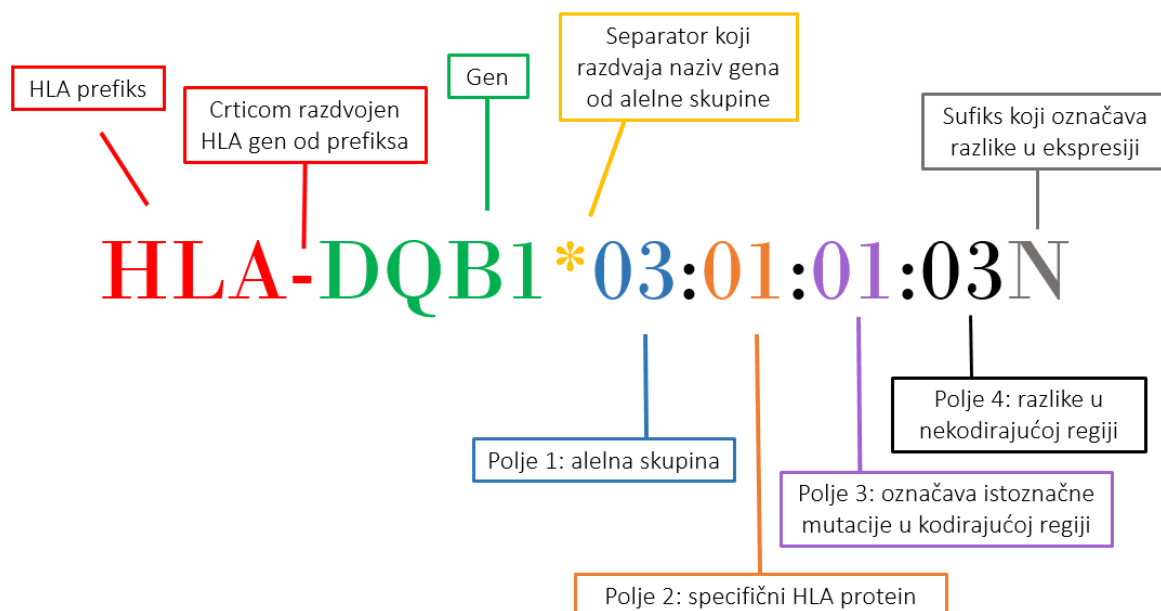 Separator koji
razdvaja naziv gena
od alelne skupine
Gen
HLA prefiks
Crticom razdvojen
HLA gen od prefiksa
Sufiks koji označava
razlike u ekspresiji
HLA-DQB1*03:01:01:03N
Polje 4: razlike u
nekodirajućoj regiji
Polje 1: alelna skupina
Polje 3: označava istoznačne
mutacije u kodirajućoj regiji
Polje 2: specifični HLA protein